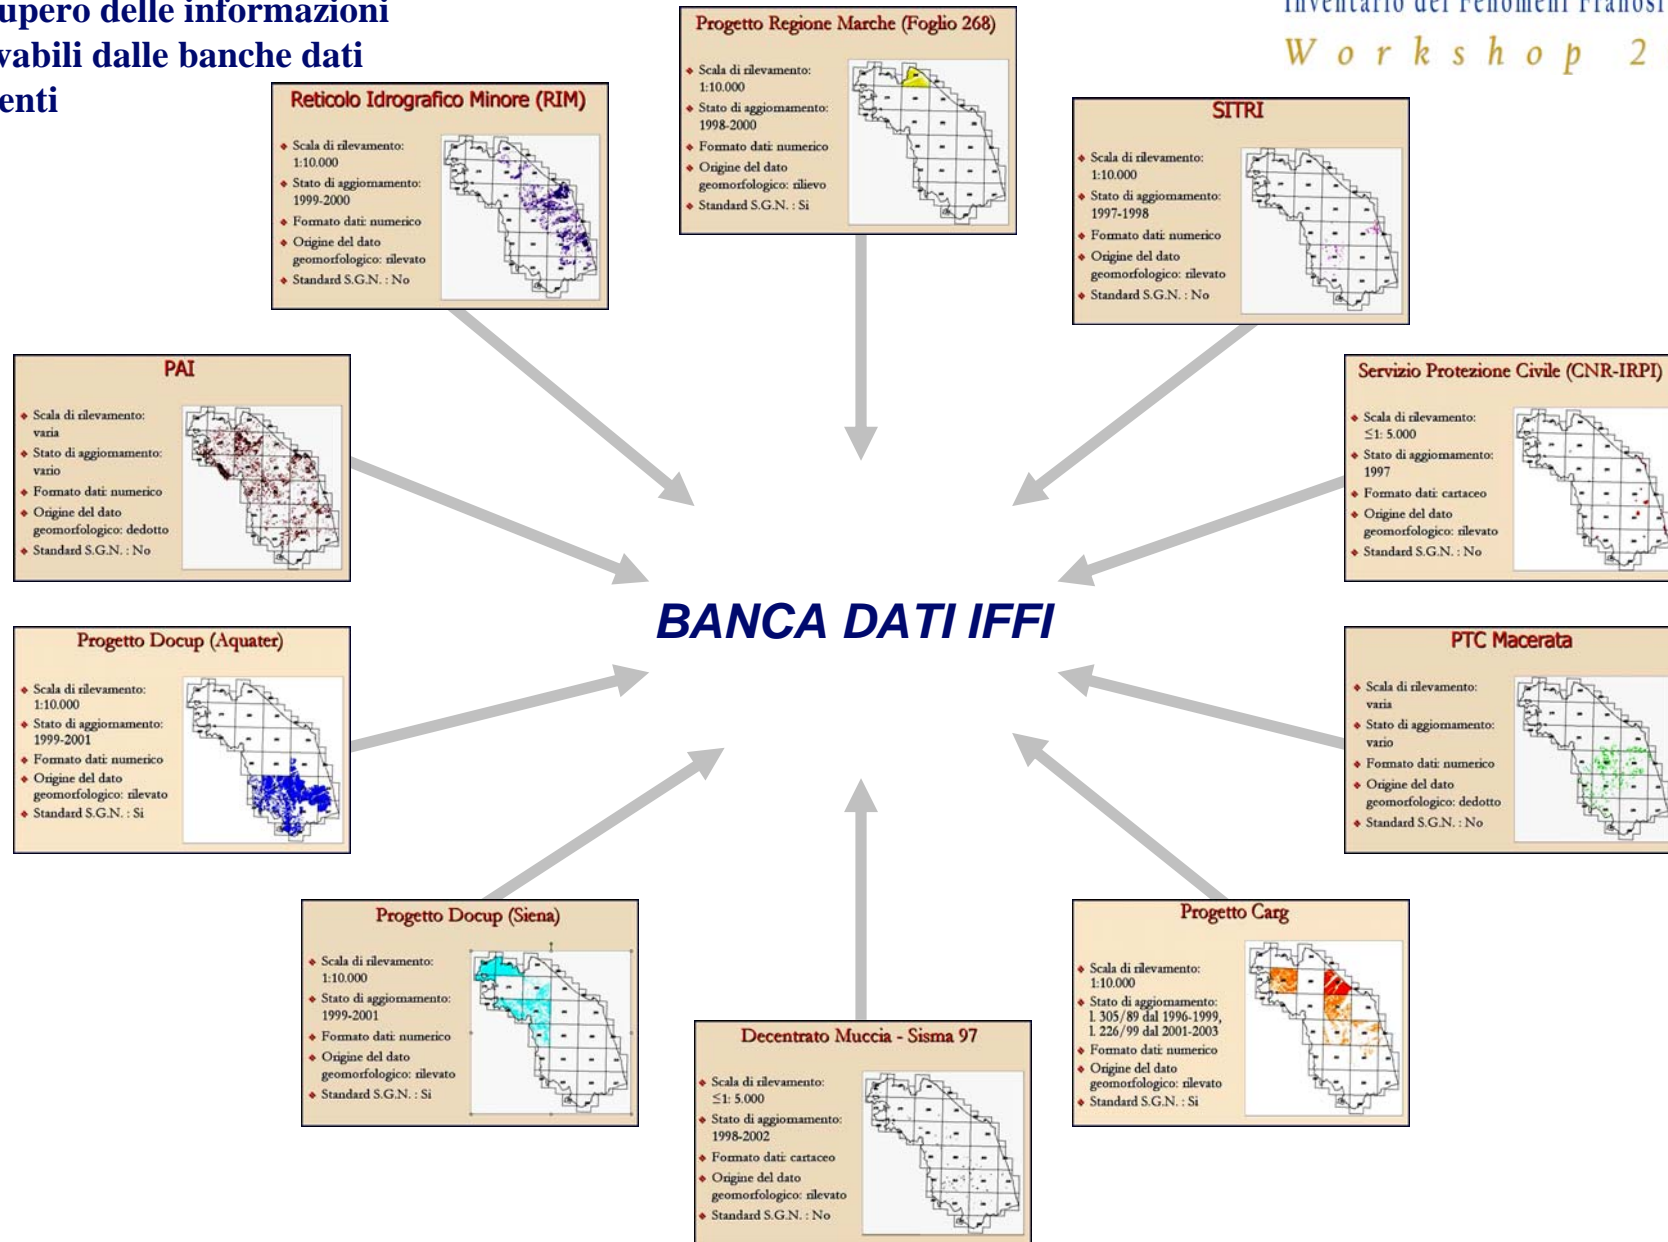 upero delle informazioni
vabili dalle banche dati
enti
Inventario dei Fenomeni Franosi
Workshop 2
Progetto Regione Marche (Foglio 268)
Scala di rilevamento:
1:10.000
Stato di aggiornamento:
1998-2000
Formato dati: numerico
Origine del dato
geomorfologico: rilievo
Standard S.G.N. : Si
Reticolo Idrografico Minore (RIM)
Scala di rilevamento:
1:10.000
Stato di aggiornamento:
1999-2000
Formato dati: numerico
Origine del dato
geomorfologico: rilevato
Standard S.G.N. : No
SITRI
Scala di rilevamento:
1:10.000
Stato di aggiornamento:
1997-1998
Formato dati: numerico
Origine del dato
geomorfologico: rilevato
Standard S.G.N. : No
PAI
Scala di rilevamento:
varia
Stato di aggiornamento:
vario
Formato dati: numerico
Origine del dato
geomorfologico: dedotto
Standard S.G.N. : No
Servizio Protezione Civile (CNR-IRPI)
Scala di rilevamento:
≤1: 5.000
Stato di aggiornamento:
1997
Formato dati: cartaceo
Origine del dato
geomorfologico: rilevato
Standard S.G.N. : No
BANCA DATI IFFI
Progetto Docup (Aquater)
Scala di rilevamento:
1:10.000
Stato di aggiornamento:
1999-2001
Formato dati: numerico
Origine del dato
geomorfologico: rilevato
Standard S.G.N. : Si
PTC Macerata
Scala di rilevamento:
varia
Stato di aggiornamento:
vario
Formato dati: numerico
Origine del dato
geomorfologico: dedotto
Standard S.G.N. : No
Progetto Docup (Siena)
Scala di rilevamento:
1:10.000
Stato di aggiornamento:
1999-2001
Formato dati: numerico
Origine del dato
geomorfologico: rilevato
Standard S.G.N. : Si
Decentrato Muccia - Sisma 97
Scala di rilevamento:
≤1: 5.000
Stato di aggiornamento:
1998-2002
Formato dati: cartaceo
Origine del dato
geomorfologico: rilevato
Standard S.G.N. : No
Progetto Carg
Scala di rilevamento:
1:10.000
Stato di aggiornamento:
l. 305/89 dal 1996-1999,
l. 226/99 dal 2001-2003
Formato dati: numerico
Origine del dato
geomorfologico: rilevato
Standard S.G.N. : Si